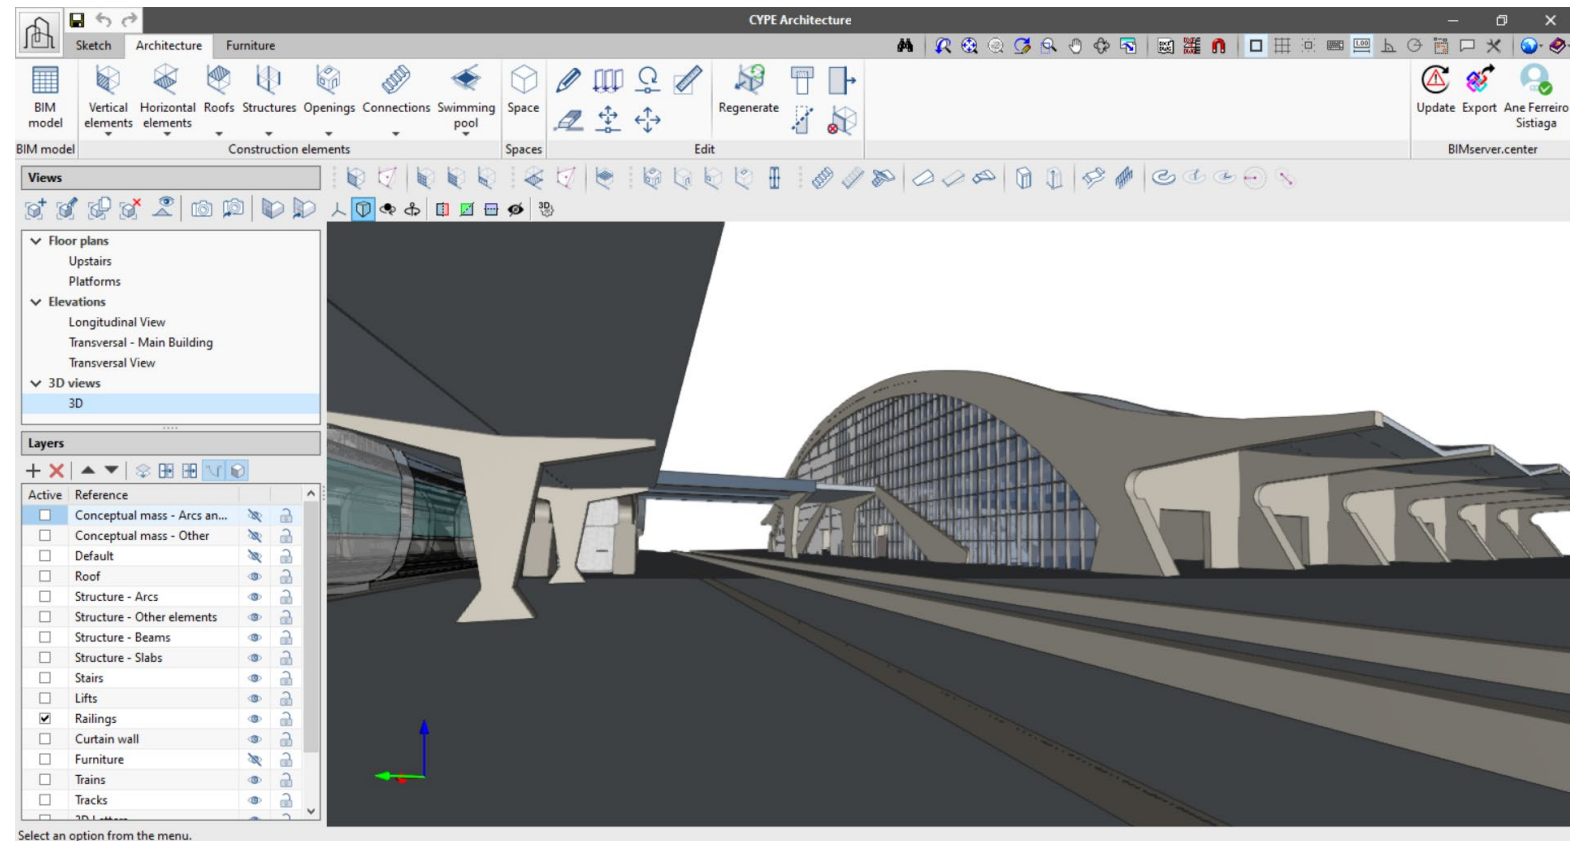 CYPE Architecture
Sketch Architecture Furniture
BIM model
Vertical elements
Horizontal elements
Roofs
Structures
Openings
Connections
Swimming pool
Space
Regenerate
Update
Export
Ane Ferreiro Sistiaga
BIM model
Construction elements
Spaces
Edit
BIMserver.center
Views
3D
Floor plans
Upstairs
Platforms
Elevations
Longitudinal View
Transversal - Main Building
Transversal View
3D views
3D
Layers
Active Reference
Conceptual mass - Arcs an...
Conceptual mass - Other
Default
Roof
Structure - Arcs
Structure - Other elements
Structure - Beams
Structure - Slabs
Stairs
Lifts
Railings
Curtain wall
Furniture
Trains
Tracks
Select an option from the menu.